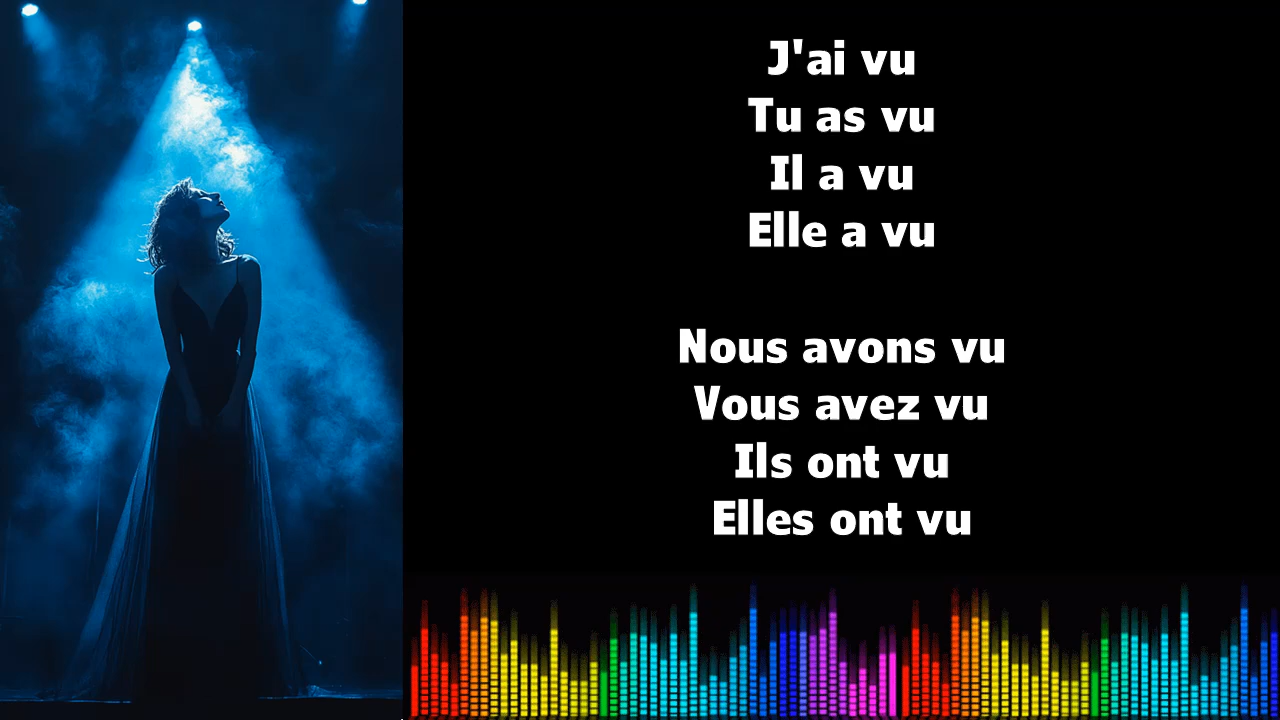 J'ai vu
Tu as vu
Il a vu
Elle a vu
Nous avons vu
Vous avez vu
Ils ont vu
Elles ont vu